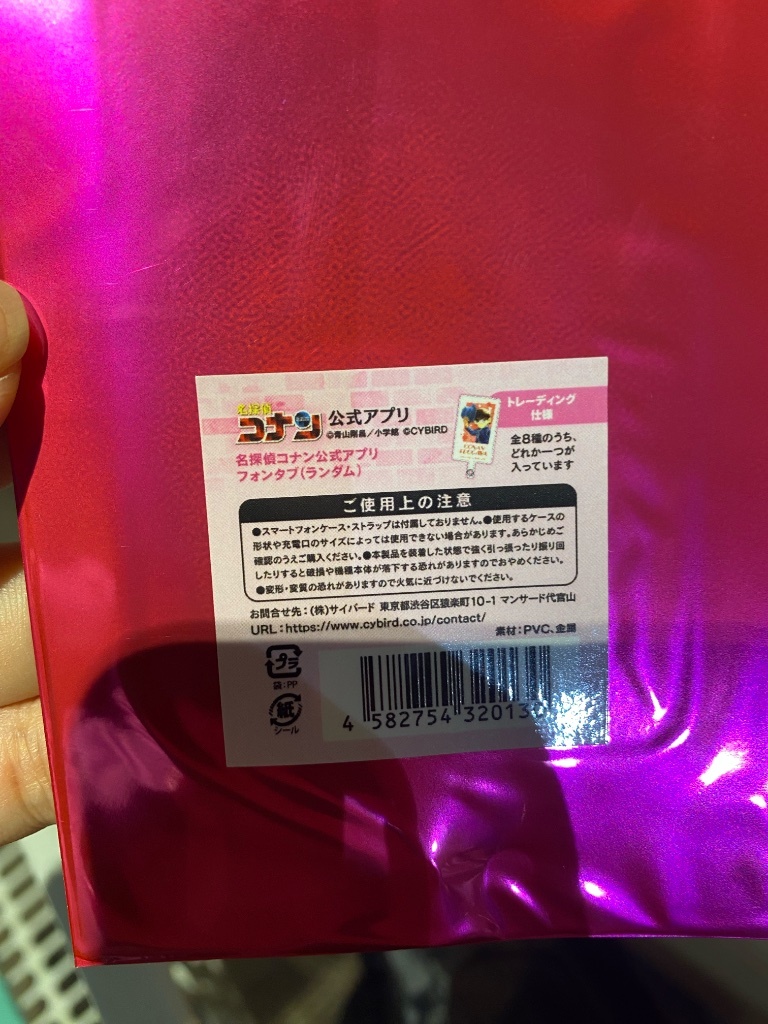 名探偵
コナン 公式アプリ
©青山剛昌／小学館 ©CYBIRD
名探偵コナン公式アプリ
フォンタブ(ランダム)
トレーディング
仕様
全8種のうち、
どれか一つが
入っています
ご使用上の注意
●スマートフォンケース・ストラップは付属しておりません。●使用するケースの
形状や充電口のサイズによっては使用できない場合があります。あらかじめご
確認のうえご購入ください。●本製品を装着した状態で強く引っ張ったり振り回
したりすると破損や機種本体が落下する恐れがありますのでおやめください。
●変形・変質の恐れがありますので火気に近づけないでください。
お問合せ先：(株)サイバード 東京都渋谷区猿楽町10-1 マンサード代官山
URL：https://www.cybird.co.jp/contact/
素材：PVC、金属
プラ
袋：PP
紙
シール
4 582754 32013